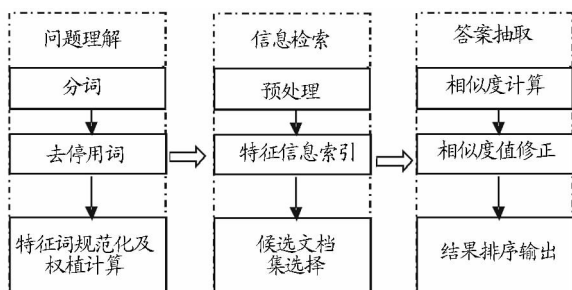 问题理解
分词
去停用词
特征词规范化及
权植计算
信息检索
预处理
特征信息索引
候选文档
集选择
答案抽取
相似度计算
相似度值修正
结果排序输出